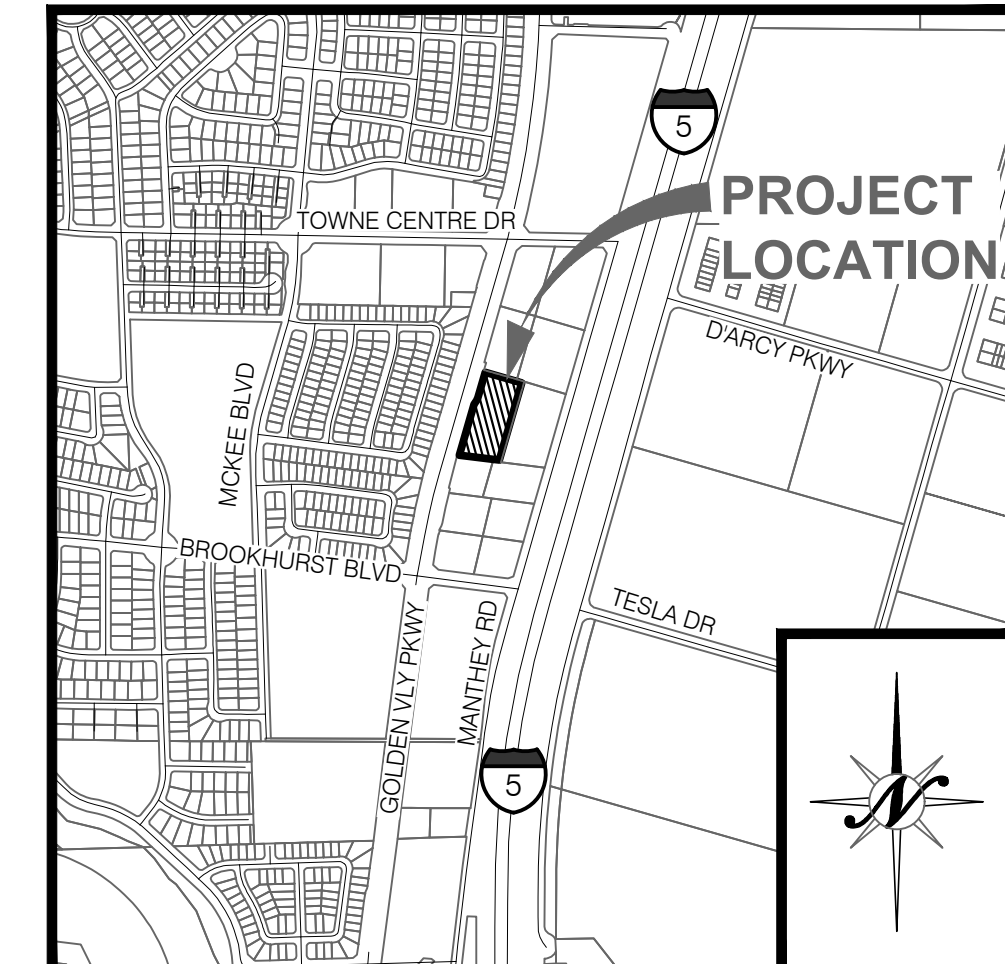 5
PROJECT
LOCATION
TOWNE CENTRE DR
D'ARCY PKWY
MCKEE BLVD
BROOKHURST BLVD
TESLA DR
GOLDEN VLY PKWY
MANTHEY RD
5
N